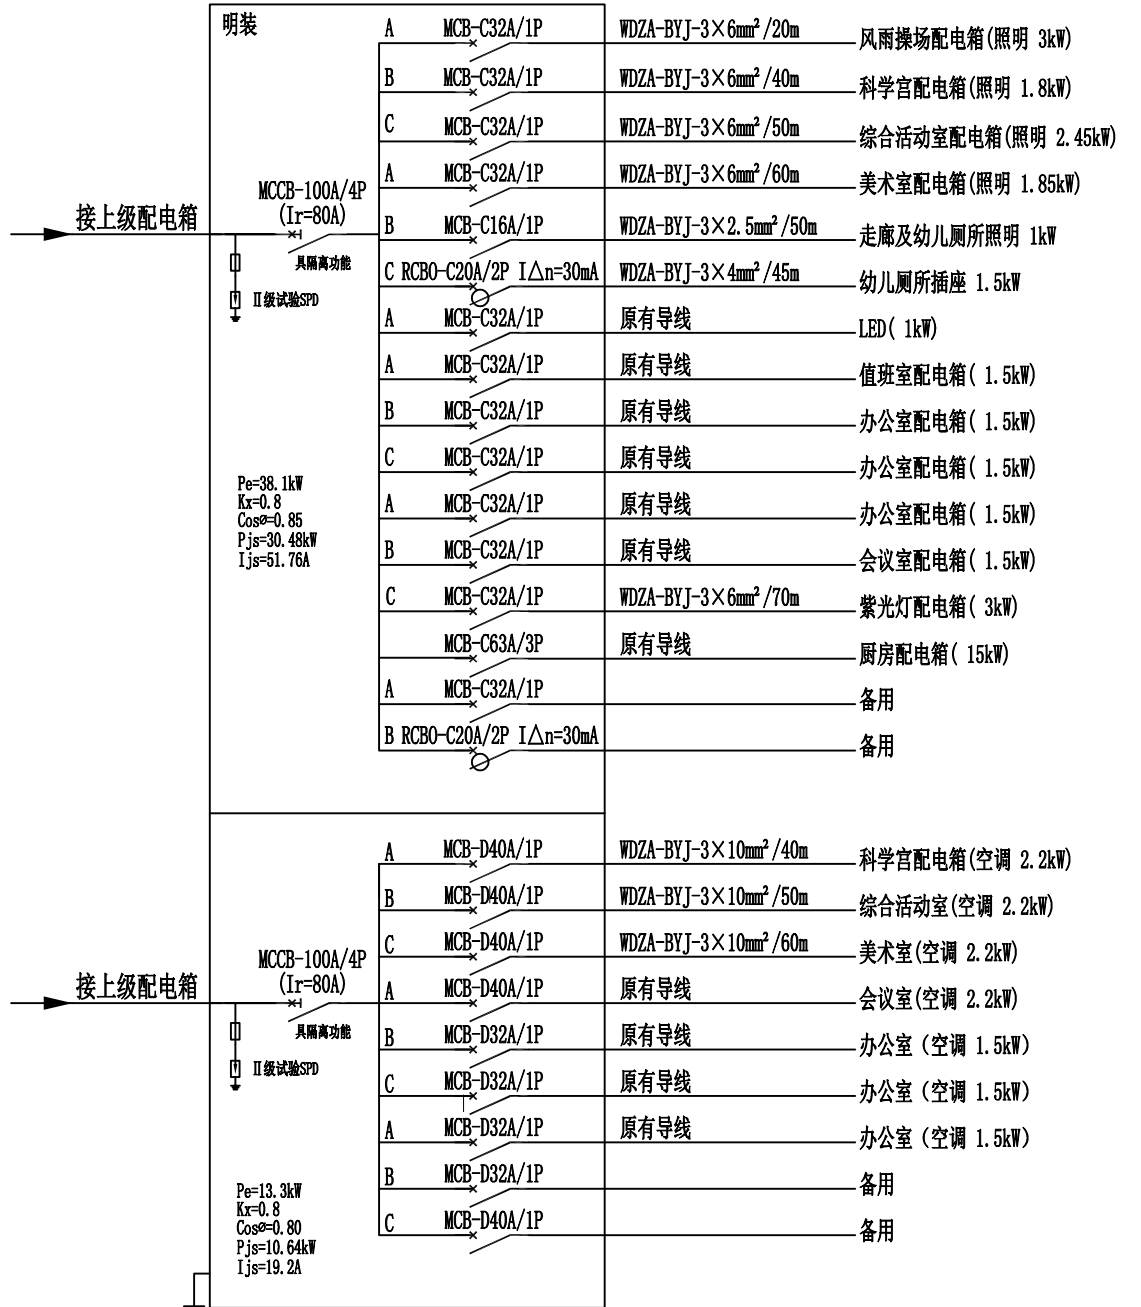 明装
A MCB-C32A/1P WDZA-BYJ-3×6mm²/20m 风雨操场配电箱(照明 3kW)
B MCB-C32A/1P WDZA-BYJ-3×6mm²/40m 科学宫配电箱(照明 1.8kW)
C MCB-C32A/1P WDZA-BYJ-3×6mm²/50m 综合活动室配电箱(照明 2.45kW)
A MCB-C32A/1P WDZA-BYJ-3×6mm²/60m 美术室配电箱(照明 1.85kW)
接上级配电箱
MCCB-100A/4P
(Ir=80A)
具隔离功能
Ⅱ级试验SPD
B MCB-C16A/1P WDZA-BYJ-3×2.5mm²/50m 走廊及幼儿厕所照明 1kW
C RCBO-C20A/2P I△n=30mA WDZA-BYJ-3×4mm²/45m 幼儿厕所插座 1.5kW
A MCB-C32A/1P 原有导线 LED( 1kW)
A MCB-C32A/1P 原有导线 值班室配电箱( 1.5kW)
B MCB-C32A/1P 原有导线 办公室配电箱( 1.5kW)
C MCB-C32A/1P 原有导线 办公室配电箱( 1.5kW)
A MCB-C32A/1P 原有导线 办公室配电箱( 1.5kW)
B MCB-C32A/1P 原有导线 会议室配电箱( 1.5kW)
C MCB-C32A/1P WDZA-BYJ-3×6mm²/70m 紫光灯配电箱( 3kW)
MCB-C63A/3P 原有导线 厨房配电箱( 15kW)
A MCB-C32A/1P 备用
B RCBO-C20A/2P I△n=30mA 备用
Pe=38.1kW
Kx=0.8
Cosø=0.85
Pjs=30.48kW
Ijs=51.76A
A MCB-D40A/1P WDZA-BYJ-3×10mm²/40m 科学宫配电箱(空调 2.2kW)
B MCB-D40A/1P WDZA-BYJ-3×10mm²/50m 综合活动室(空调 2.2kW)
C MCB-D40A/1P WDZA-BYJ-3×10mm²/60m 美术室(空调 2.2kW)
接上级配电箱
MCCB-100A/4P
(Ir=80A)
具隔离功能
Ⅱ级试验SPD
A MCB-D40A/1P 原有导线 会议室(空调 2.2kW)
B MCB-D32A/1P 原有导线 办公室 (空调 1.5kW)
C MCB-D32A/1P 原有导线 办公室 (空调 1.5kW)
A MCB-D32A/1P 原有导线 办公室 (空调 1.5kW)
B MCB-D32A/1P 备用
C MCB-D40A/1P 备用
Pe=13.3kW
Kx=0.8
Cosø=0.80
Pjs=10.64kW
Ijs=19.2A